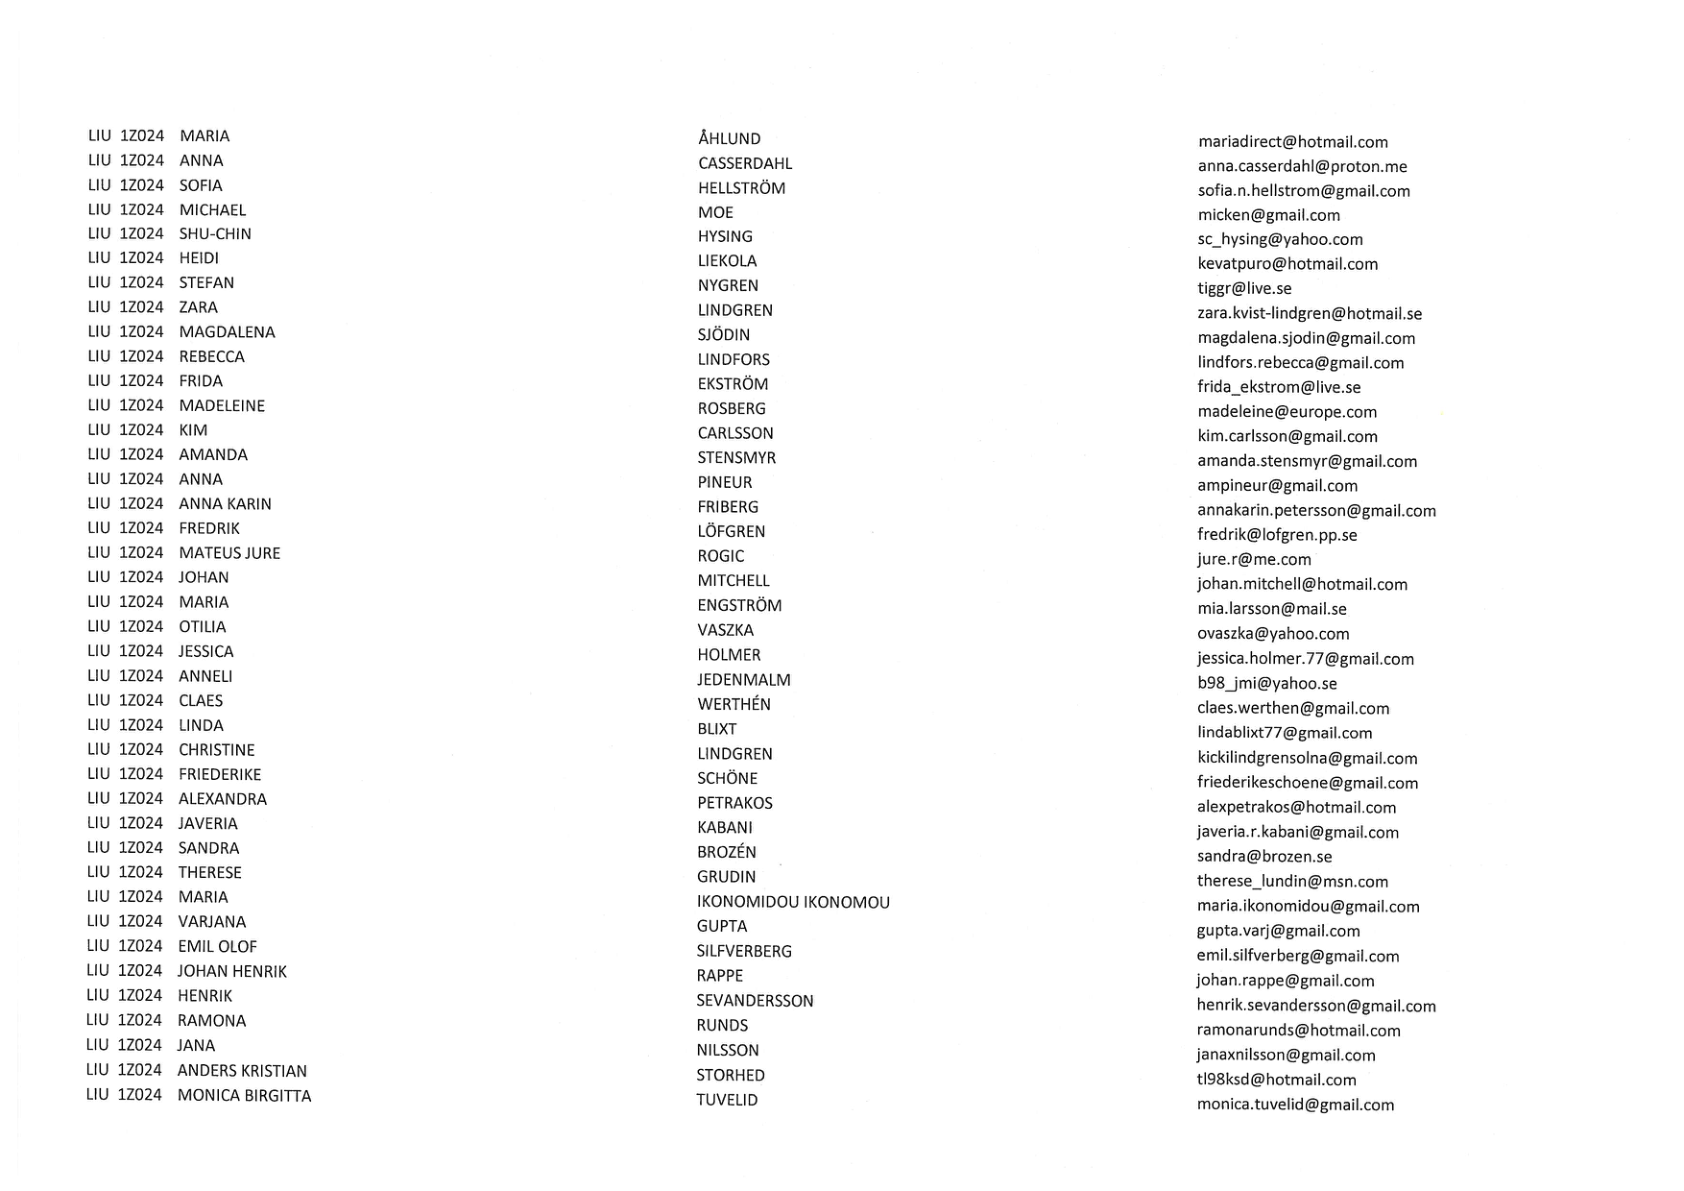 LIU 1Z024 MARIA ÅHLUND mariadirect@hotmail.com
LIU 1Z024 ANNA CASSERDAHL anna.casserdahl@proton.me
LIU 1Z024 SOFIA HELLSTRÖM sofia.n.hellstrom@gmail.com
LIU 1Z024 MICHAEL MOE micken@gmail.com
LIU 1Z024 SHU-CHIN HYSING sc_hysing@yahoo.com
LIU 1Z024 HEIDI LIEKOLA kevatpuro@hotmail.com
LIU 1Z024 STEFAN NYGREN tiggr@live.se
LIU 1Z024 ZARA LINDGREN zara.kvist-lindgren@hotmail.se
LIU 1Z024 MAGDALENA SJÖDIN magdalena.sjodin@gmail.com
LIU 1Z024 REBECCA LINDFORS lindfors.rebecca@gmail.com
LIU 1Z024 FRIDA EKSTRÖM frida_ekstrom@live.se
LIU 1Z024 MADELEINE ROSBERG madeleine@europe.com
LIU 1Z024 KIM CARLSSON kim.carlsson@gmail.com
LIU 1Z024 AMANDA STENSMYR amanda.stensmyr@gmail.com
LIU 1Z024 ANNA PINEUR ampineur@gmail.com
LIU 1Z024 ANNA KARIN FRIBERG annakarin.petersson@gmail.com
LIU 1Z024 FREDRIK LÖFGREN fredrik@lofgren.pp.se
LIU 1Z024 MATEUS JURE ROGIC jure.r@me.com
LIU 1Z024 JOHAN MITCHELL johan.mitchell@hotmail.com
LIU 1Z024 MARIA ENGSTRÖM mia.larsson@mail.se
LIU 1Z024 OTILIA VASZKA ovaszka@yahoo.com
LIU 1Z024 JESSICA HOLMER jessica.holmer.77@gmail.com
LIU 1Z024 ANNELI JEDENMALM b98_jmi@yahoo.se
LIU 1Z024 CLAES WERTHÉN claes.werthen@gmail.com
LIU 1Z024 LINDA BLIXT lindablixt77@gmail.com
LIU 1Z024 CHRISTINE LINDGREN kickilindgrensolna@gmail.com
LIU 1Z024 FRIEDERIKE SCHÖNE friederikeschoene@gmail.com
LIU 1Z024 ALEXANDRA PETRAKOS alexpetrakos@hotmail.com
LIU 1Z024 JAVERIA KABANI javeria.r.kabani@gmail.com
LIU 1Z024 SANDRA BROZÉN sandra@brozen.se
LIU 1Z024 THERESE GRUDIN therese_lundin@msn.com
LIU 1Z024 MARIA IKONOMIDOU IKONOMOU maria.ikonomidou@gmail.com
LIU 1Z024 VARJANA GUPTA gupta.varj@gmail.com
LIU 1Z024 EMIL OLOF SILFVERBERG emil.silfverberg@gmail.com
LIU 1Z024 JOHAN HENRIK RAPPE johan.rappe@gmail.com
LIU 1Z024 HENRIK SEVANDERSSON henrik.sevandersson@gmail.com
LIU 1Z024 RAMONA RUNDS ramonarunds@hotmail.com
LIU 1Z024 JANA NILSSON janaxnilsson@gmail.com
LIU 1Z024 ANDERS KRISTIAN STORHED tl98ksd@hotmail.com
LIU 1Z024 MONICA BIRGITTA TUVELID monica.tuvelid@gmail.com